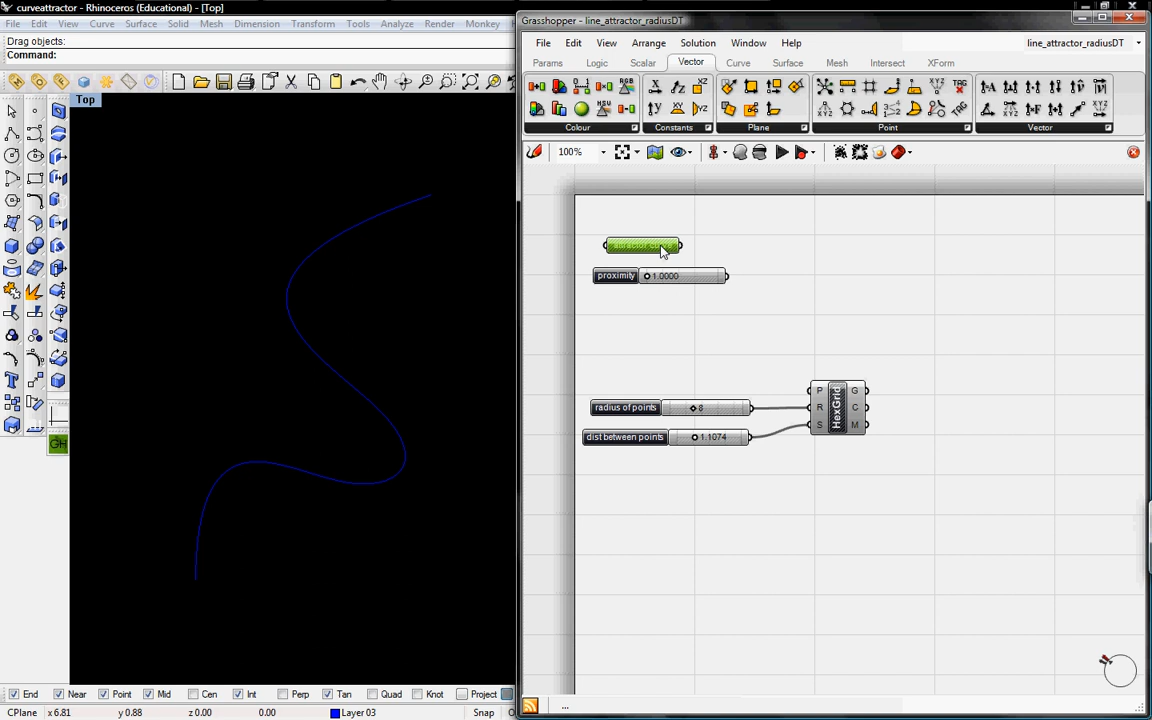 curveattractor - Rhinoceros (Educational) - [Top]
File Edit View Curve Surface Solid Mesh Dimension Transform Tools Analyze Render Monkey
Drag objects:
Command:
Top
GH
End Near Point Mid Cen Int Perp Tan Quad Knot Project
CPlane x 6.81 y 0.88 z 0.00 0.00 Layer 03 Snap
Grasshopper - line_attractor_radiusDT
File Edit View Arrange Solution Window Help line_attractor_radiusDT
Params Logic Scalar Vector Curve Surface Mesh Intersect XForm
Colour Constants Plane Point Vector
100%
proximity 1.0000
radius of points 8
dist between points 1.1074
P R S HexGrid G C M
...